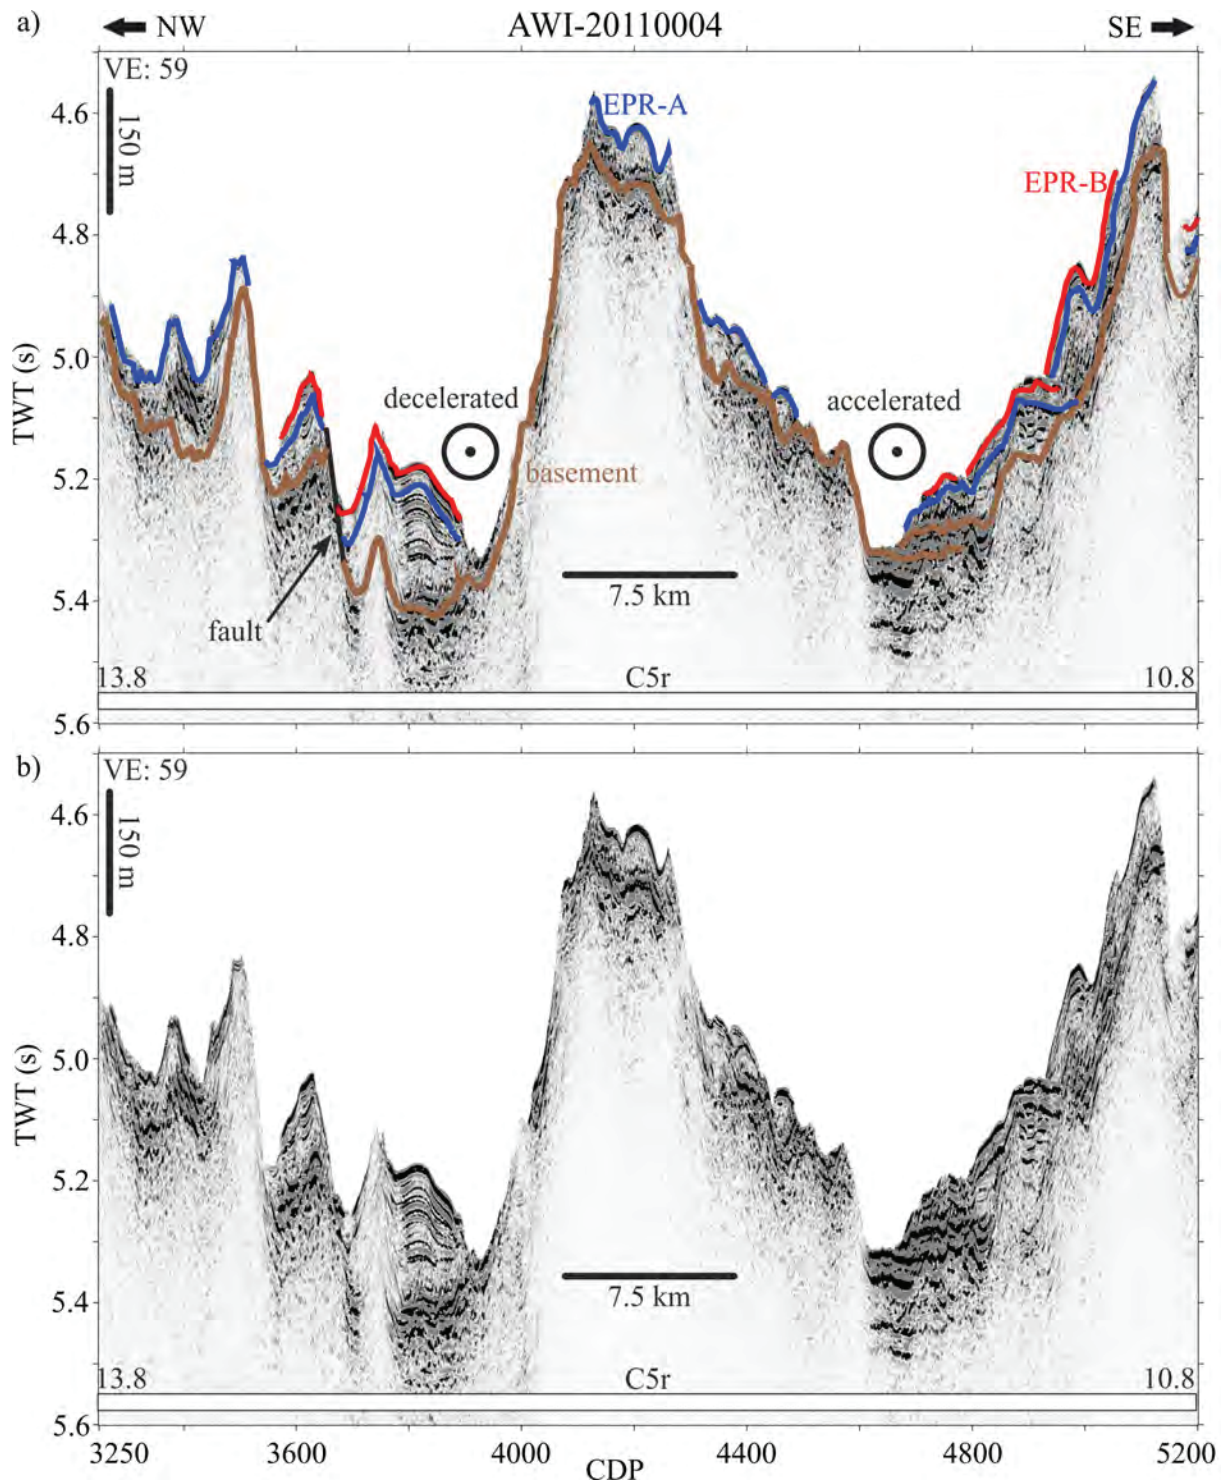 a)
NW
AWI-20110004
SE
VE: 59
150 m
EPR-A
EPR-B
4.6
4.8
5.0
5.2
5.4
5.6
TWT (s)
decelerated
accelerated
basement
fault
7.5 km
13.8
C5r
10.8
b)
VE: 59
150 m
4.6
4.8
5.0
5.2
5.4
5.6
TWT (s)
7.5 km
13.8
C5r
10.8
3250
3600
4000
4400
4800
5200
CDP